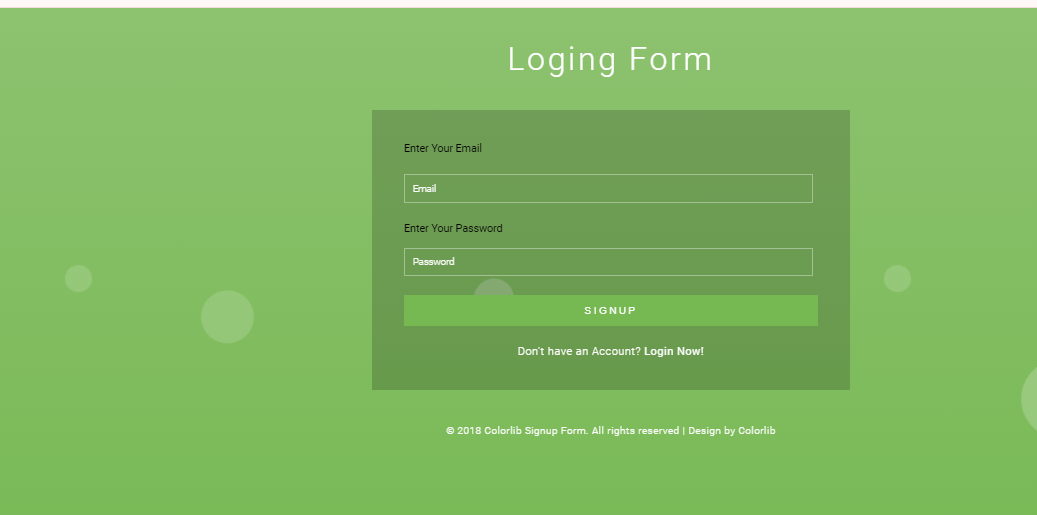 Loging Form
Enter Your Email
Email
Enter Your Password
Password
SIGNUP
Don't have an Account? Login Now!
© 2018 Colorlib Signup Form. All rights reserved | Design by Colorlib